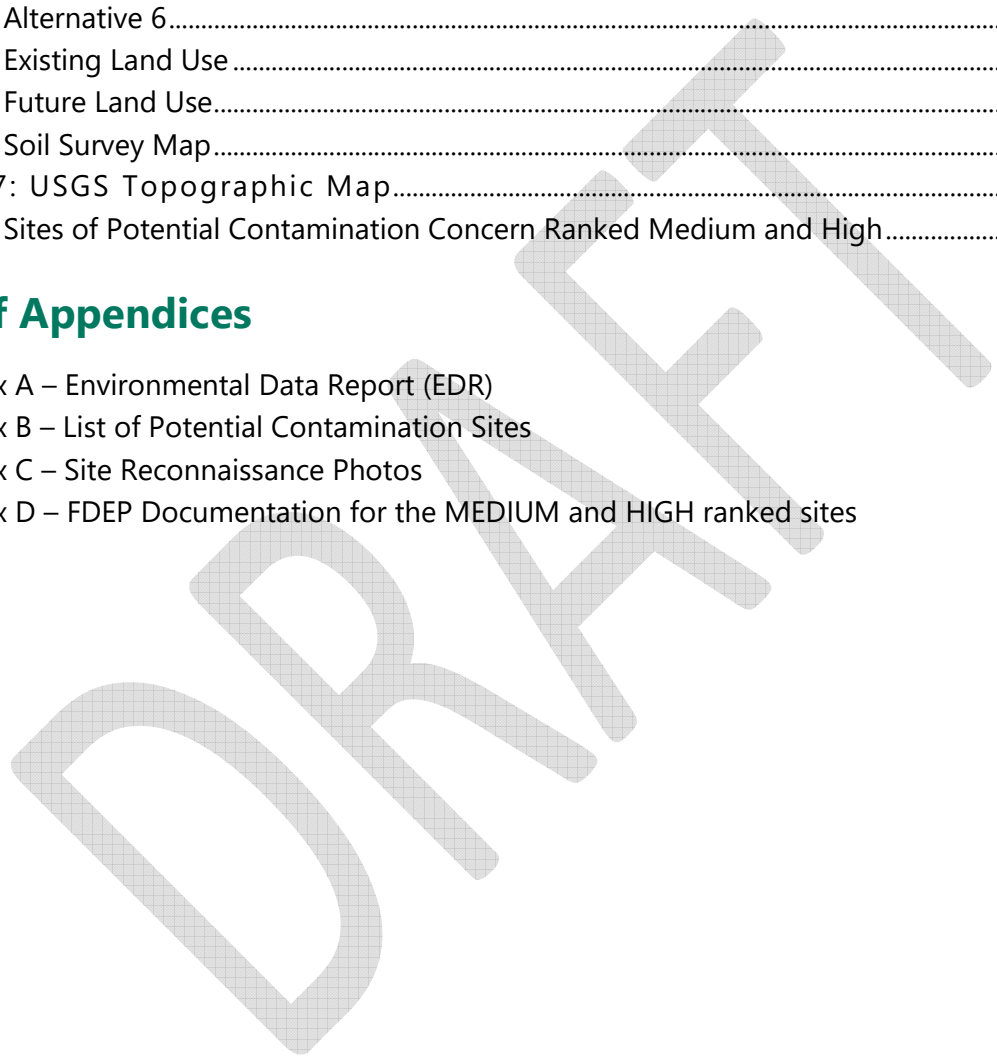 Alternative 6
Existing Land Use
Future Land Use
Soil Survey Map
7: USGS Topographic Map
Sites of Potential Contamination Concern Ranked Medium and High
f Appendices
x A – Environmental Data Report (EDR)
x B – List of Potential Contamination Sites
x C – Site Reconnaissance Photos
x D – FDEP Documentation for the MEDIUM and HIGH ranked sites
DRAFT